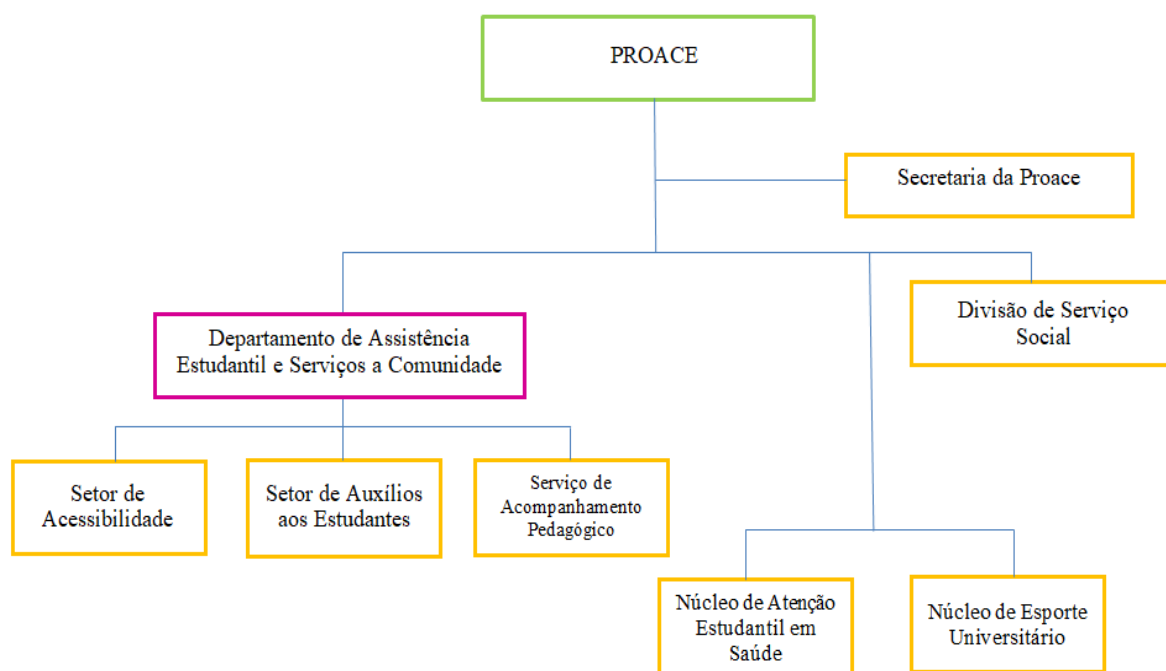 PROACE
Secretaria da Proace
Departamento de Assistência
Estudantil e Serviços a Comunidade
Divisão de Serviço
Social
Setor de
Acessibilidade
Setor de Auxílios
aos Estudantes
Serviço de
Acompanhamento
Pedagógico
Núcleo de Atenção
Estudantil em
Saúde
Núcleo de Esporte
Universitário